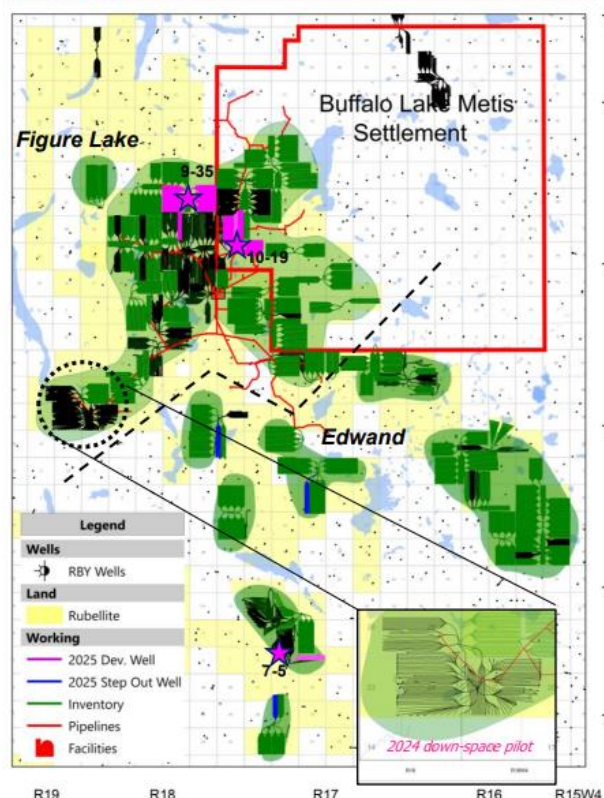 Buffalo Lake Metis
Settlement
Figure Lake
9-35
10-19
Edwand
Legend
Wells
RBY Wells
Land
Rubellite
Working
2025 Dev. Well
2025 Step Out Well
Inventory
Pipelines
Facilities
7-5
2024 down-space pilot
R19
R18
R17
R16
R15W4